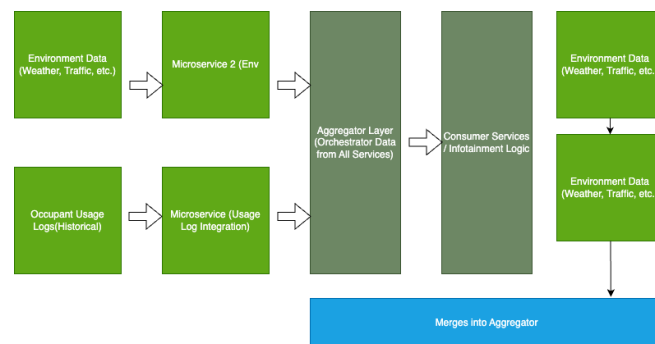 Environment Data
(Weather, Traffic, etc.)
Microservice 2 (Env
Aggregator Layer
(Orchestrator Data
from All Services)
Consumer Services
/ Infotainment Logic
Environment Data
(Weather, Traffic, etc.
Environment Data
(Weather, Traffic, etc.
Occupant Usage
Logs(Historical)
Microservice (Usage
Log Integration)
Merges into Aggregator